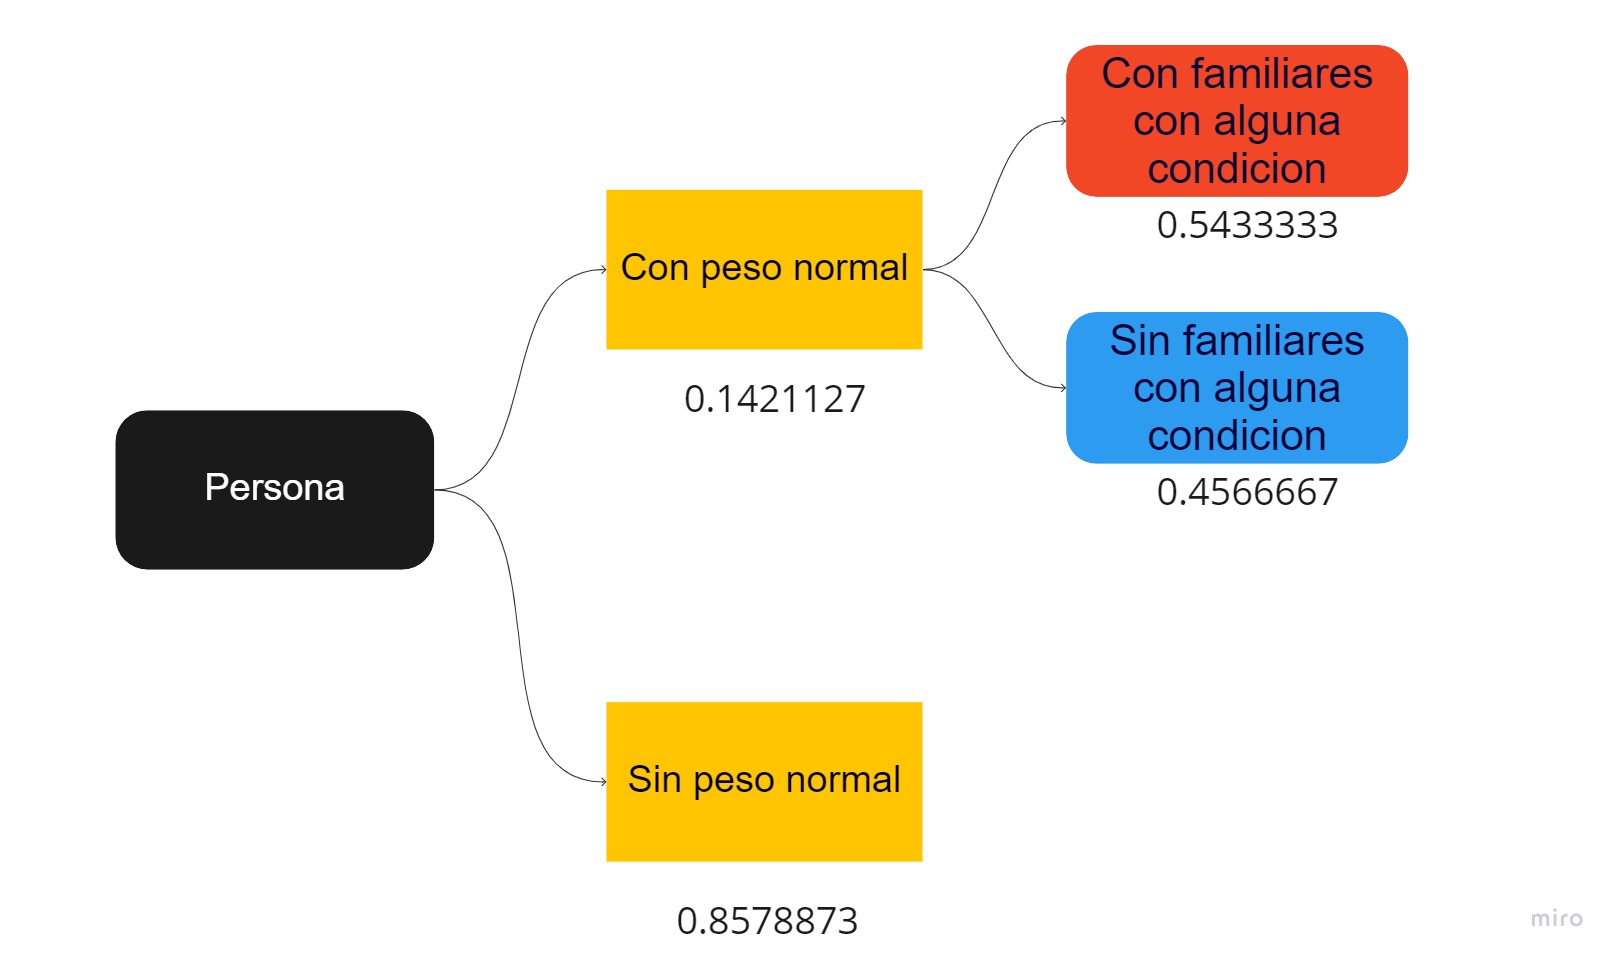 Con familiares
con alguna
condicion
0.5433333
Con peso normal
0.1421127
Sin familiares
con alguna
condicion
0.4566667
Persona
Sin peso normal
0.8578873
miro